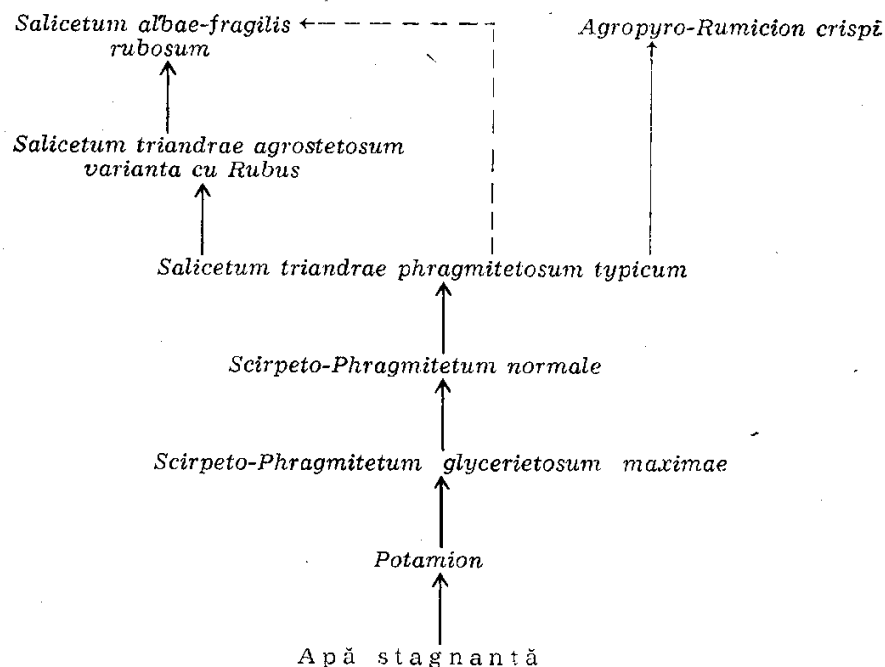 Salicetum albae-fragilis
rubosum
Agropyro-Rumicion crispi
Salicetum triandrae agrostetosum
varianta cu Rubus
Salicetum triandrae phragmitetosum typicum
Scirpeto-Phragmitetum normale
Scirpeto-Phragmitetum glycerietosum maximae
Potamion
Apă stagnantă